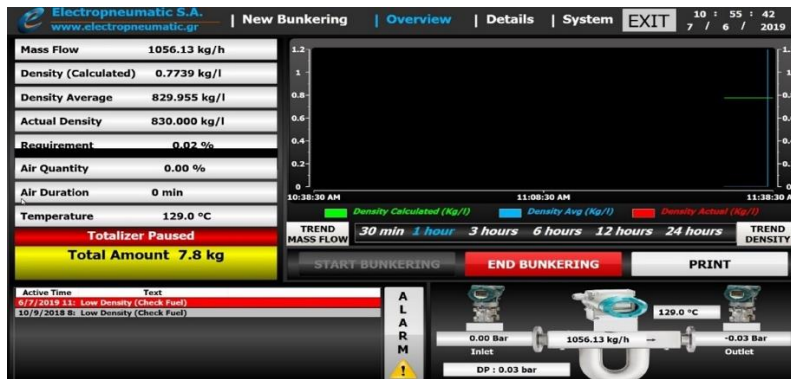 Electropneumatic S.A.
www.electropneumatic.gr
| New Bunkering | Overview | Details | System EXIT
10 : 55 : 42
7 / 6 / 2019
Mass Flow 1056.13 kg/h
Density (Calculated) 0.7739 kg/l
Density Average 829.955 kg/l
Actual Density 830.000 kg/l
Requirement 0.02 %
Air Quantity 0.00 %
Air Duration 0 min
Temperature 129.0 °C
Totalizer Paused
Total Amount 7.8 kg
1.2
1
0.8
0.6
0.4
0.2
0
10:38:30 AM 11:08:30 AM 11:38:30 A
Density Calculated (Kg/l) Density Avg (Kg/l) Density Actual (Kg/l)
TREND MASS FLOW 30 min 1 hour 3 hours 6 hours 12 hours 24 hours TREND DENSITY
START BUNKERING END BUNKERING PRINT
Active Time Text
6/7/2019 11: Low Density (Check Fuel)
10/9/2018 8: Low Density (Check Fuel)
ALARM
129.0 °C
0.00 Bar 1056.13 kg/h -0.03 Bar
Inlet Outlet
DP : 0.03 bar